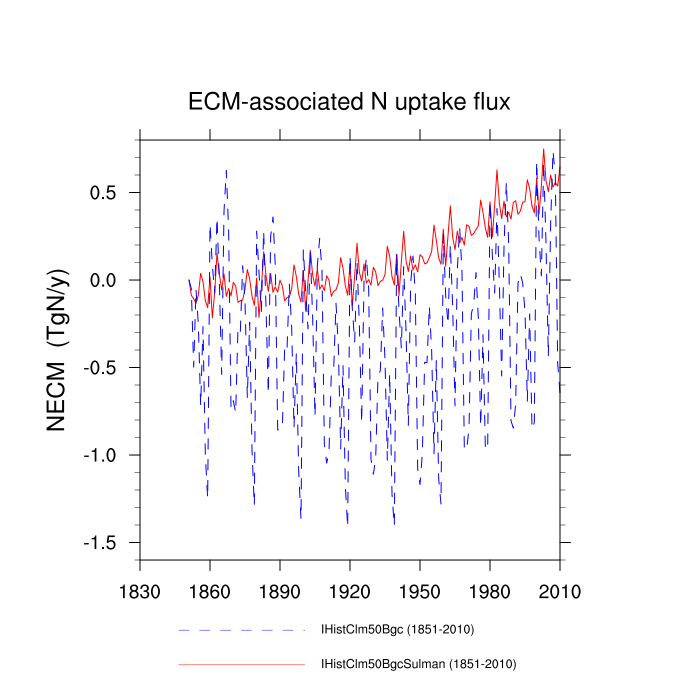 ECM-associated N uptake flux
NECM (TgN/y)
0.5
0.0
-0.5
-1.0
-1.5
1830 1860 1890 1920 1950 1980 2010
IHistClm50Bgc (1851-2010)
IHistClm50BgcSulman (1851-2010)